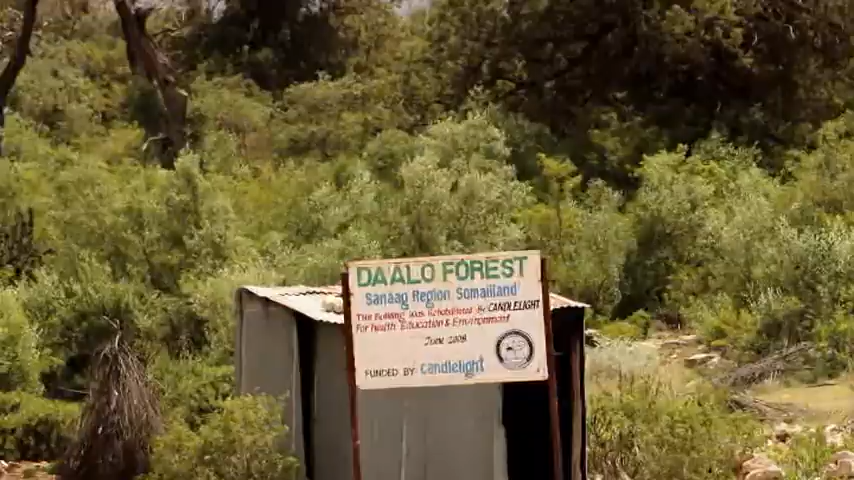 DAALO FOREST
Sanaag Region Somaliland
This Building Was Rehabilitated By CANDLELIGHT
For Health Education & Environment
June 2008
FUNDED BY: Candlelight